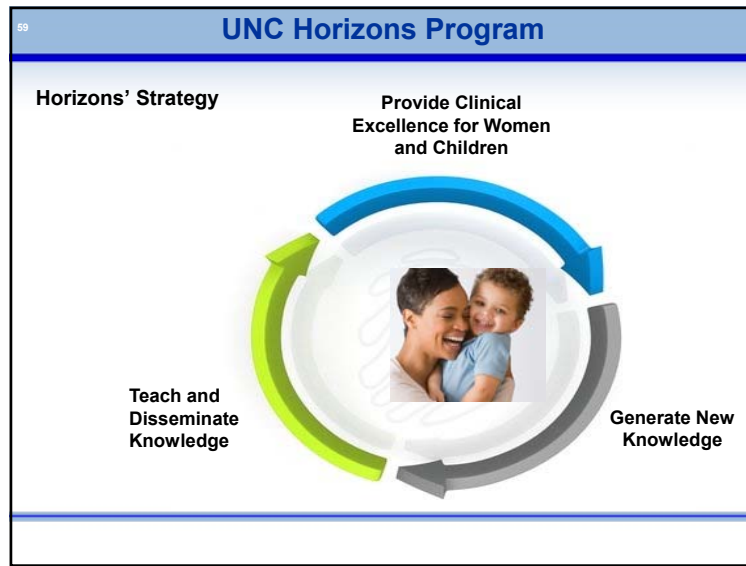 59
UNC Horizons Program
Horizons’ Strategy
Provide Clinical
Excellence for Women
and Children
Teach and
Disseminate
Knowledge
Generate New
Knowledge